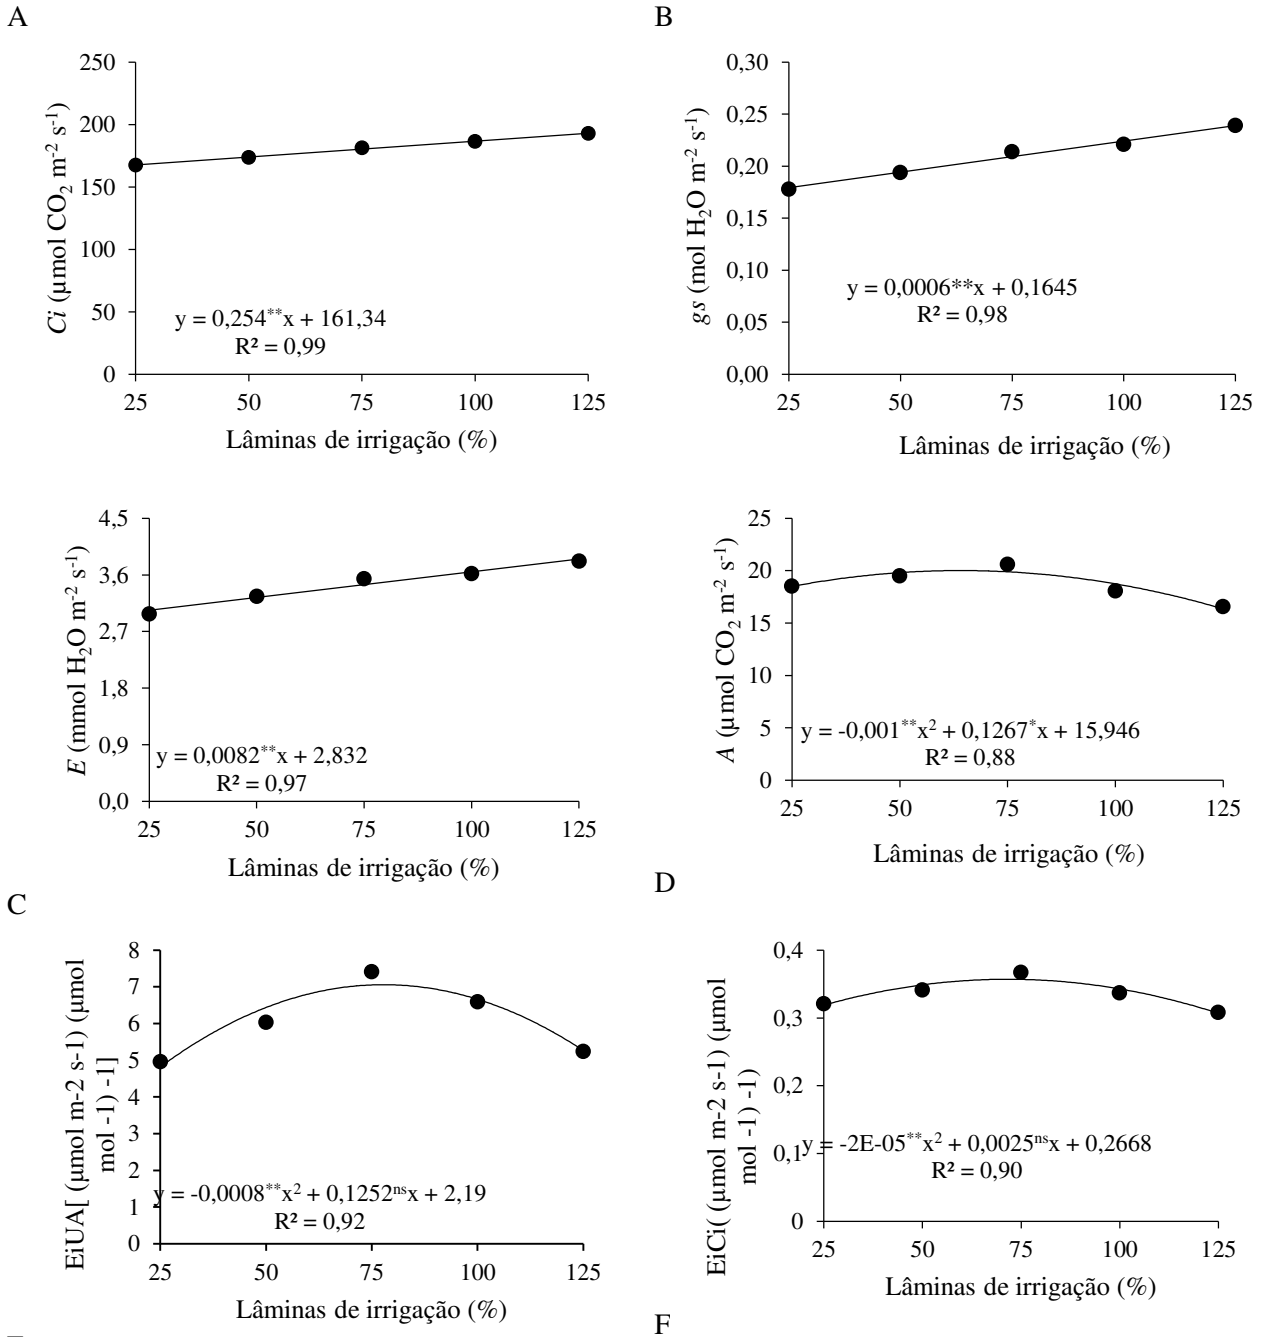 A
B
250
200
150
100
50
0
Ci (µmol CO₂ m⁻² s⁻¹)
y = 0,254**x + 161,34
R² = 0,99
25 50 75 100 125
Lâminas de irrigação (%)
0,30
0,25
0,20
0,15
0,10
0,05
0,00
gs (mol H₂O m⁻² s⁻¹)
y = 0,0006**x + 0,1645
R² = 0,98
25 50 75 100 125
Lâminas de irrigação (%)
4,5
3,6
2,7
1,8
0,9
0,0
E (mmol H₂O m⁻² s⁻¹)
y = 0,0082**x + 2,832
R² = 0,97
25 50 75 100 125
Lâminas de irrigação (%)
25
20
15
10
5
0
A (µmol CO₂ m⁻² s⁻¹)
y = -0,001**x² + 0,1267*x + 15,946
R² = 0,88
25 50 75 100 125
Lâminas de irrigação (%)
C
D
8
7
6
5
4
3
2
1
0
EiUA[ (µmol m-2 s-1) (µmol
mol -1) -1]
y = -0,0008**x² + 0,1252ⁿˢx + 2,19
R² = 0,92
25 50 75 100 125
Lâminas de irrigação (%)
0,4
0,3
0,2
0,1
0
EiCi( (µmol m-2 s-1) (µmol
mol -1) -1)
y = -2E-05**x² + 0,0025ⁿˢx + 0,2668
R² = 0,90
25 50 75 100 125
Lâminas de irrigação (%)
F